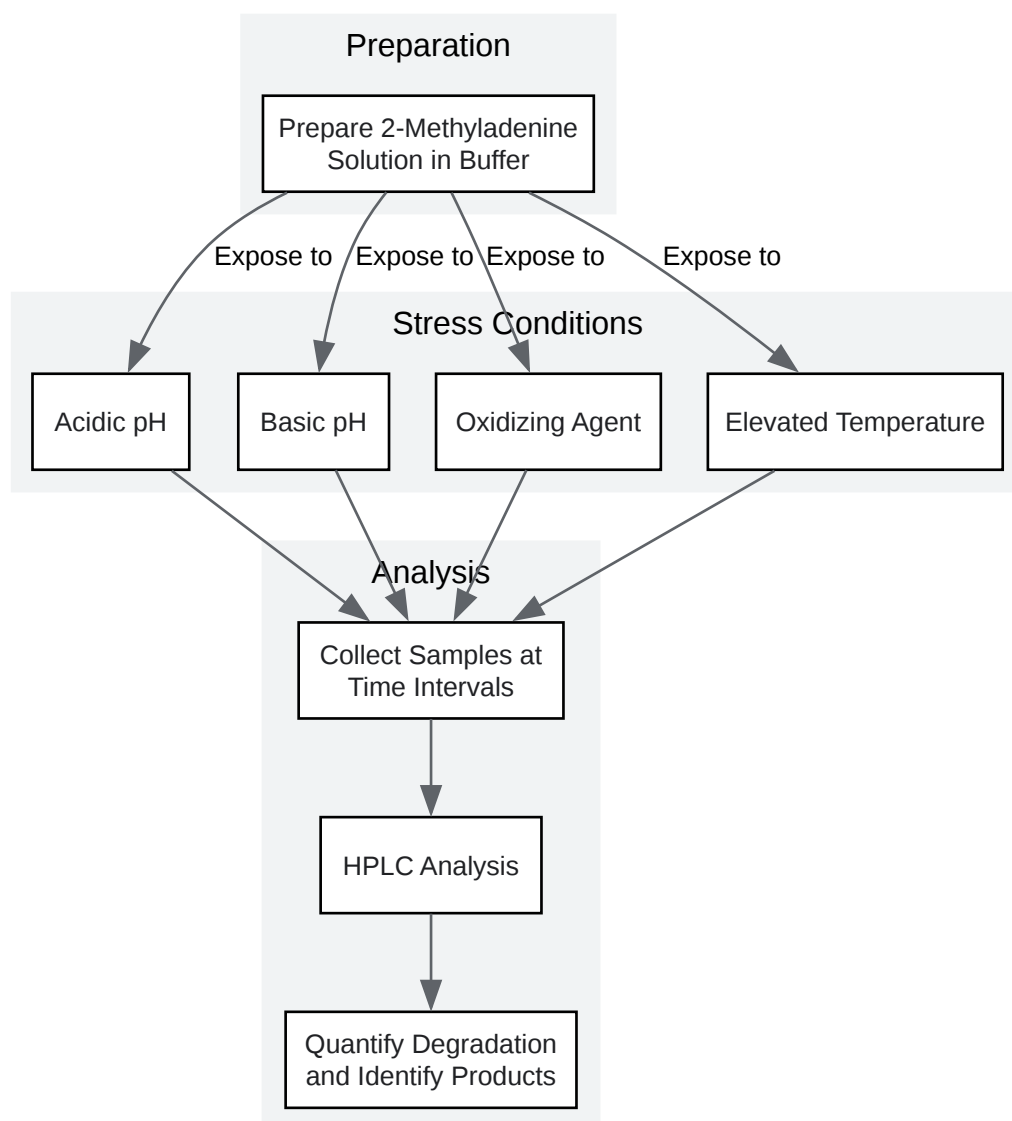 Preparation
Prepare 2-Methyladenine
Solution in Buffer
Expose to
Expose to
Expose to
Expose to
Stress Conditions
Acidic pH
Basic pH
Oxidizing Agent
Elevated Temperature
Analysis
Collect Samples at
Time Intervals
HPLC Analysis
Quantify Degradation
and Identify Products